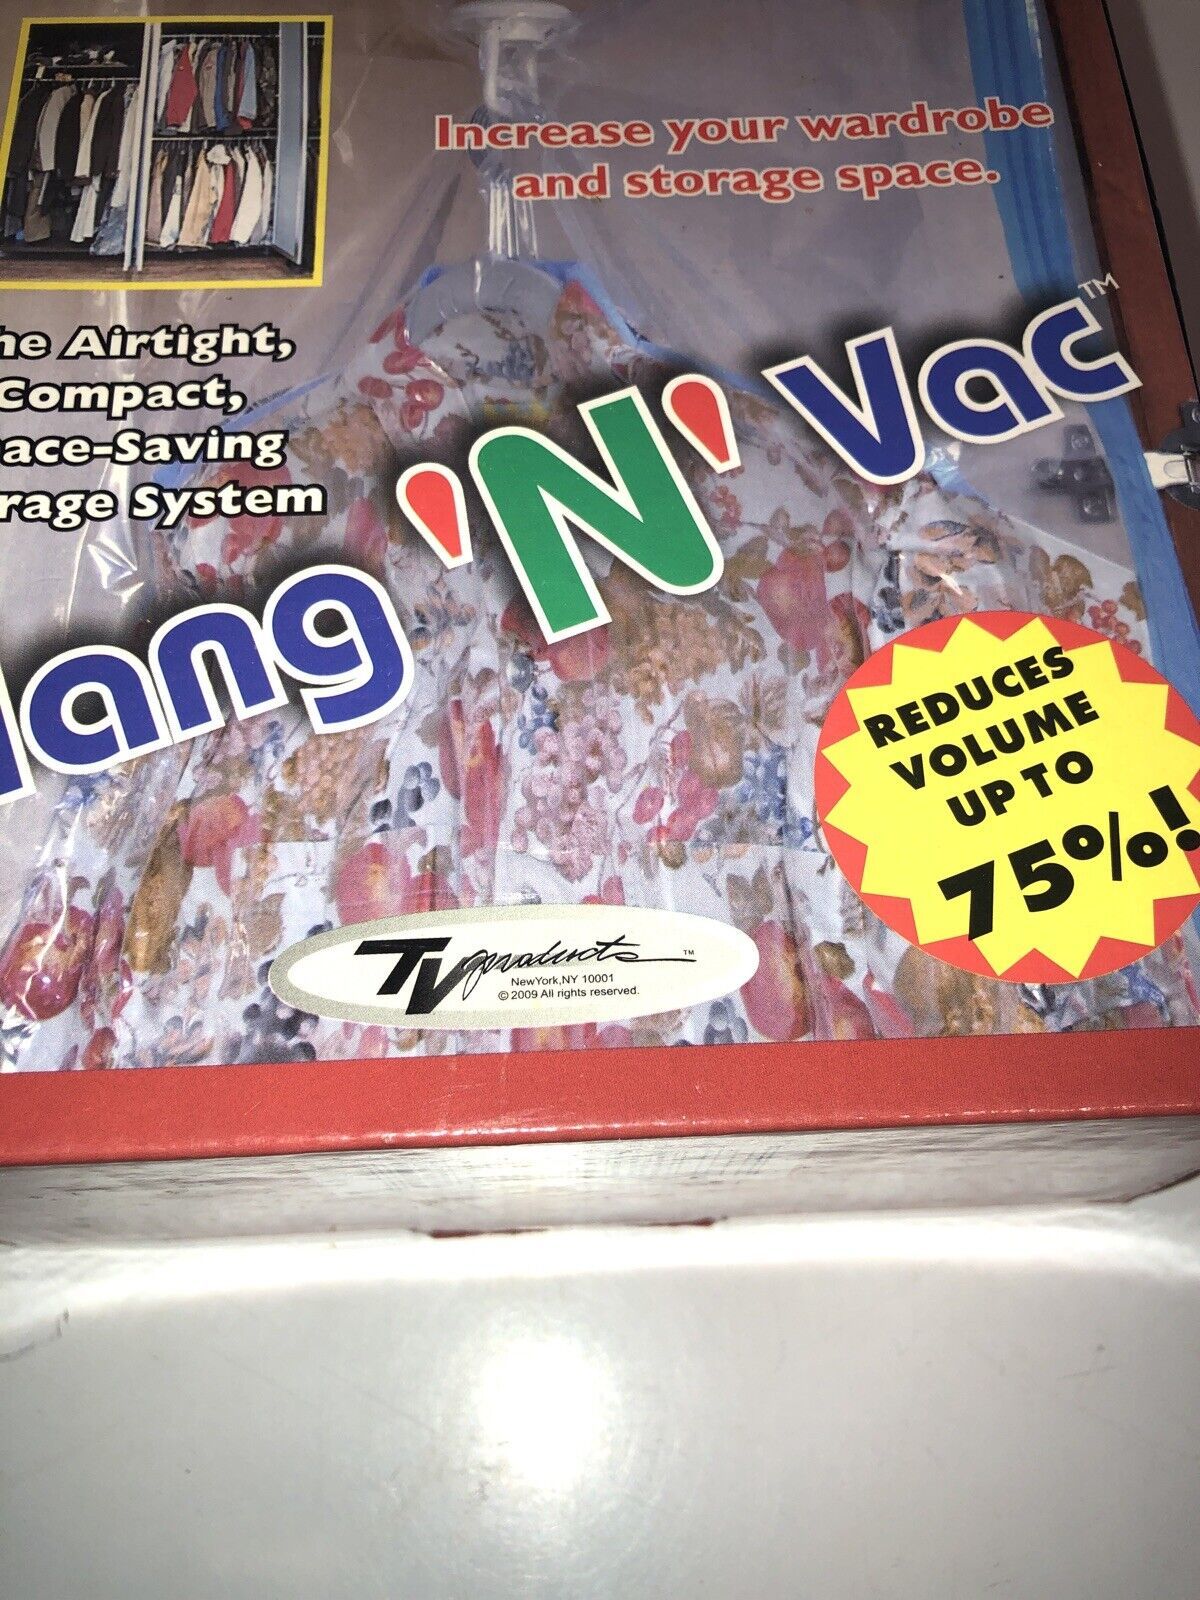 Increase your wardrobe
and storage space.
he Airtight,
Compact,
ace-Saving
rage System
Hang 'N' Vac™
REDUCES
VOLUME
UP TO
75%!
TV products™
NewYork,NY 10001
© 2009 All rights reserved.